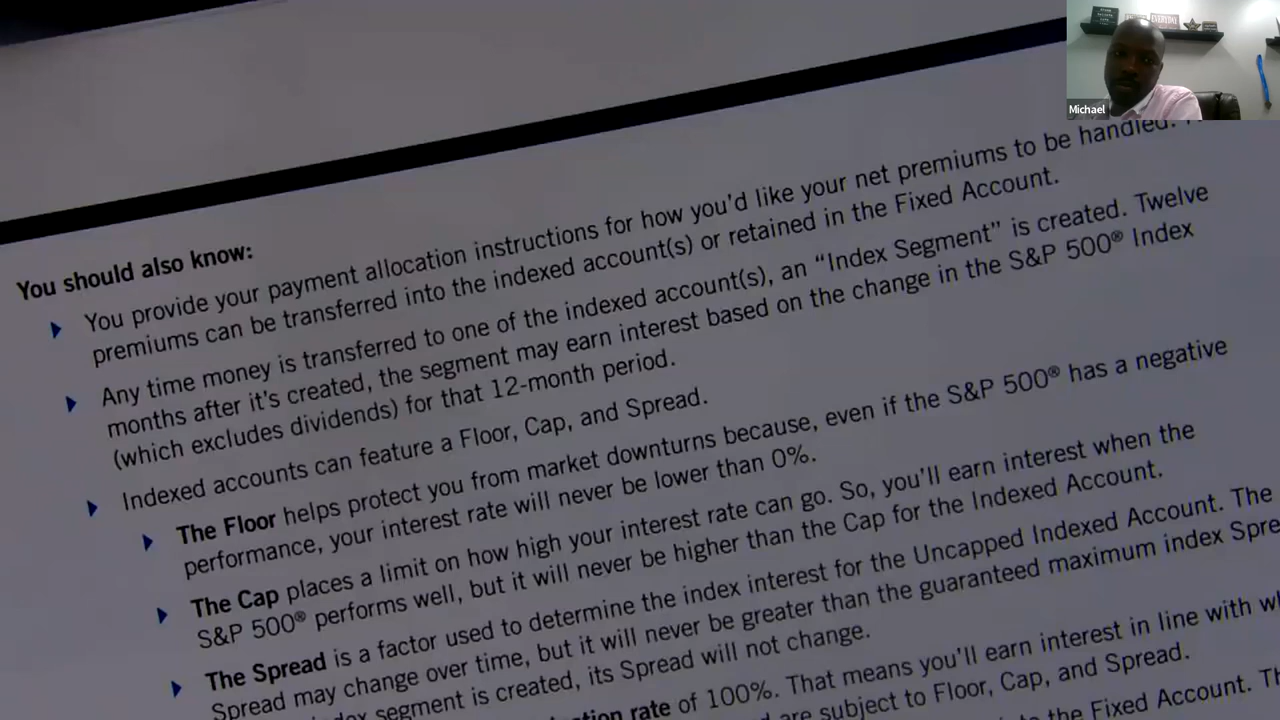 EVERYDAY
Michael
You should also know:
You provide your payment allocation instructions for how you'd like your net premiums to be handled.
premiums can be transferred into the indexed account(s) or retained in the Fixed Account.
Any time money is transferred to one of the indexed account(s), an “Index Segment” is created. Twelve
months after it's created, the segment may earn interest based on the change in the S&P 500® Index
(which excludes dividends) for that 12-month period.
Indexed accounts can feature a Floor, Cap, and Spread.
The Floor helps protect you from market downturns because, even if the S&P 500® has a negative
performance, your interest rate will never be lower than 0%.
The Cap places a limit on how high your interest rate can go. So, you'll earn interest when the
S&P 500® performs well, but it will never be higher than the Cap for the Indexed Account.
The Spread is a factor used to determine the index interest for the Uncapped Indexed Account. The
Spread may change over time, but it will never be greater than the guaranteed maximum index Spre
segment is created, its Spread will not change.
rate of 100%. That means you'll earn interest in line with
are subject to Floor, Cap, and Spread.
the Fixed Account.